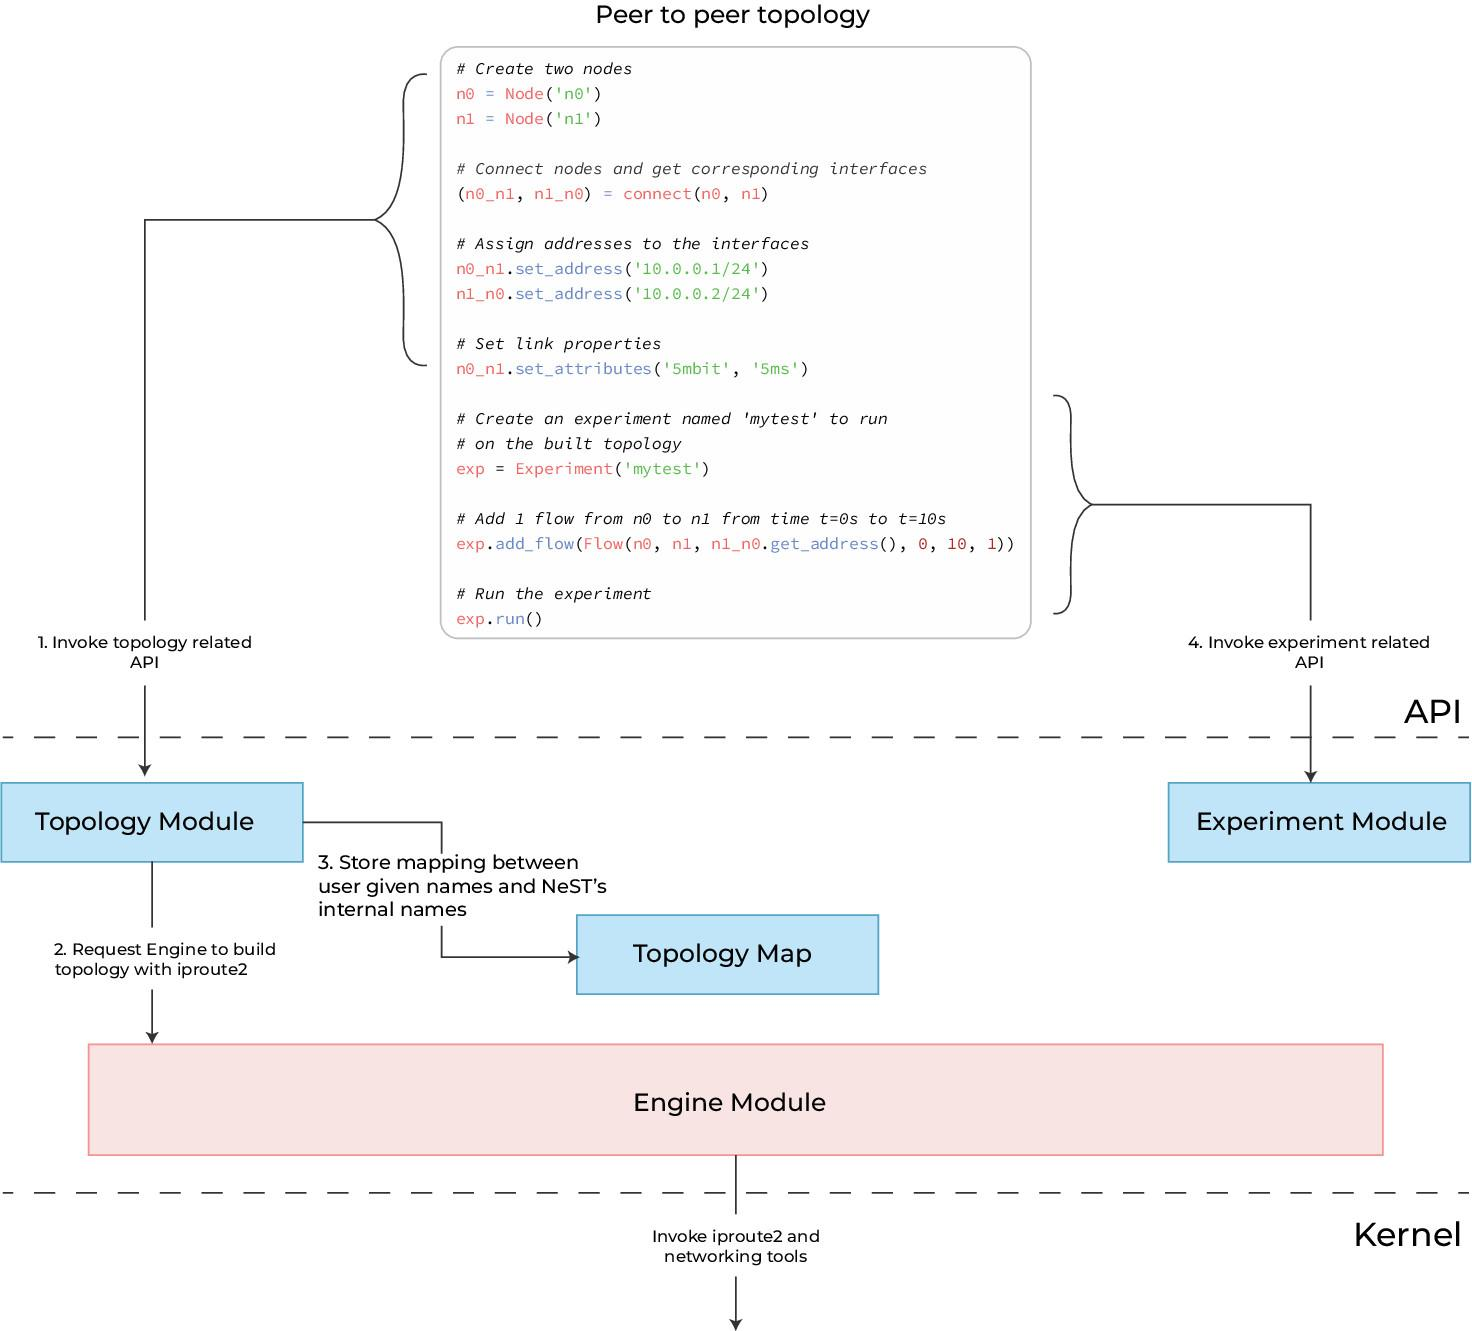 Peer to peer topology
# Create two nodes
n0 = Node('n0')
n1 = Node('n1')
# Connect nodes and get corresponding interfaces
(n0_n1, n1_n0) = connect(n0, n1)
# Assign addresses to the interfaces
n0_n1.set_address('10.0.0.1/24')
n1_n0.set_address('10.0.0.2/24')
# Set link properties
n0_n1.set_attributes('5mbit', '5ms')
# Create an experiment named 'mytest' to run
# on the built topology
exp = Experiment('mytest')
# Add 1 flow from n0 to n1 from time t=0s to t=10s
exp.add_flow(Flow(n0, n1, n1_n0.get_address(), 0, 10, 1))
# Run the experiment
exp.run()
1. Invoke topology related
API
4. Invoke experiment related
API
API
Topology Module
Experiment Module
3. Store mapping between
user given names and NeST’s
internal names
Topology Map
2. Request Engine to build
topology with iproute2
Engine Module
Kernel
Invoke iproute2 and
networking tools